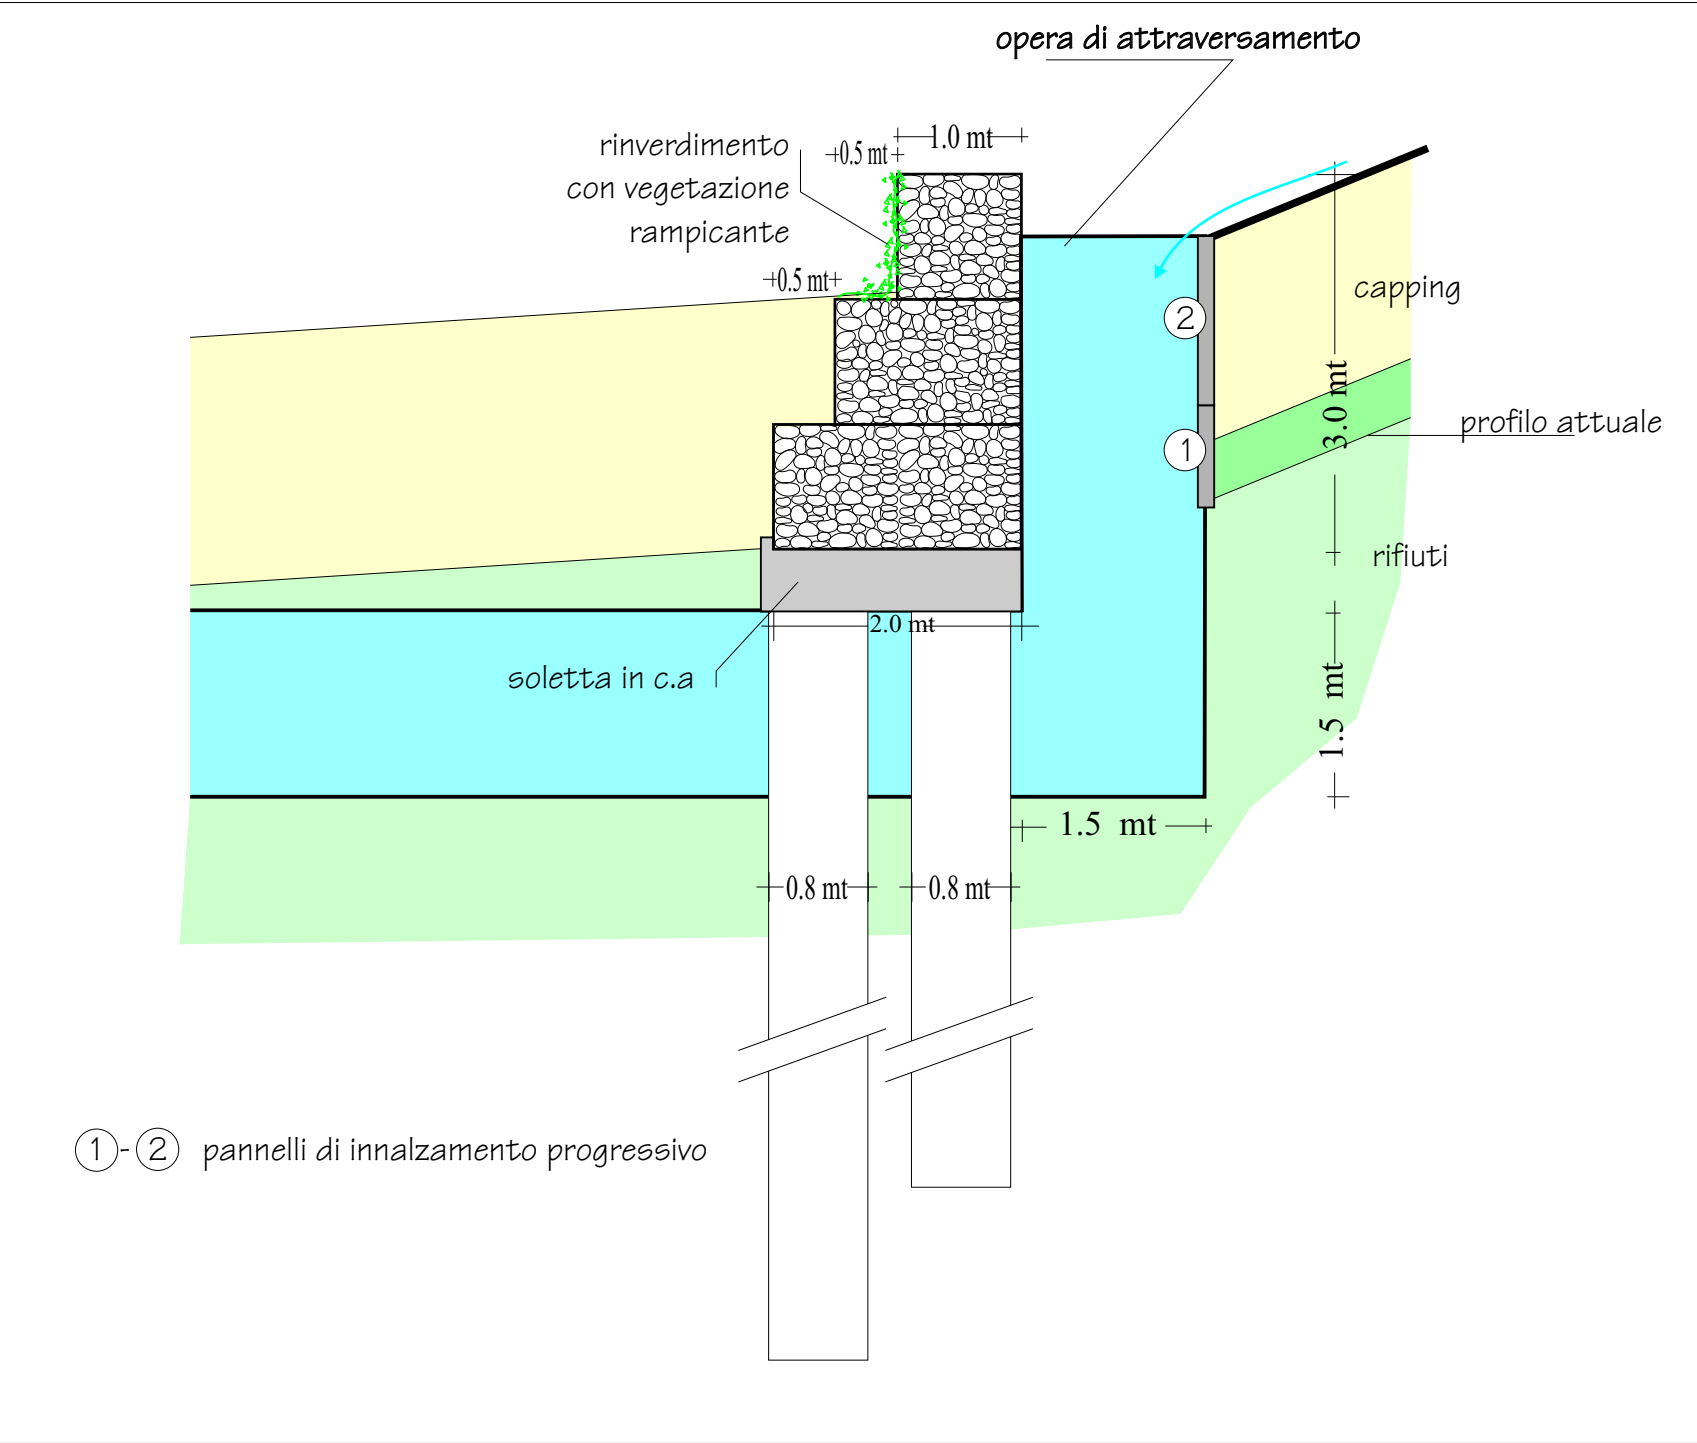 opera di attraversamento
1.0 mt
rinverdimento
+0.5 mt+
con vegetazione
rampicante
+0.5 mt+
capping
2
3.0 mt
profilo attuale
1
rifiuti
2.0 mt
soletta in c.a
1.5 mt
1.5 mt
0.8 mt
0.8 mt
1 - 2 pannelli di innalzamento progressivo